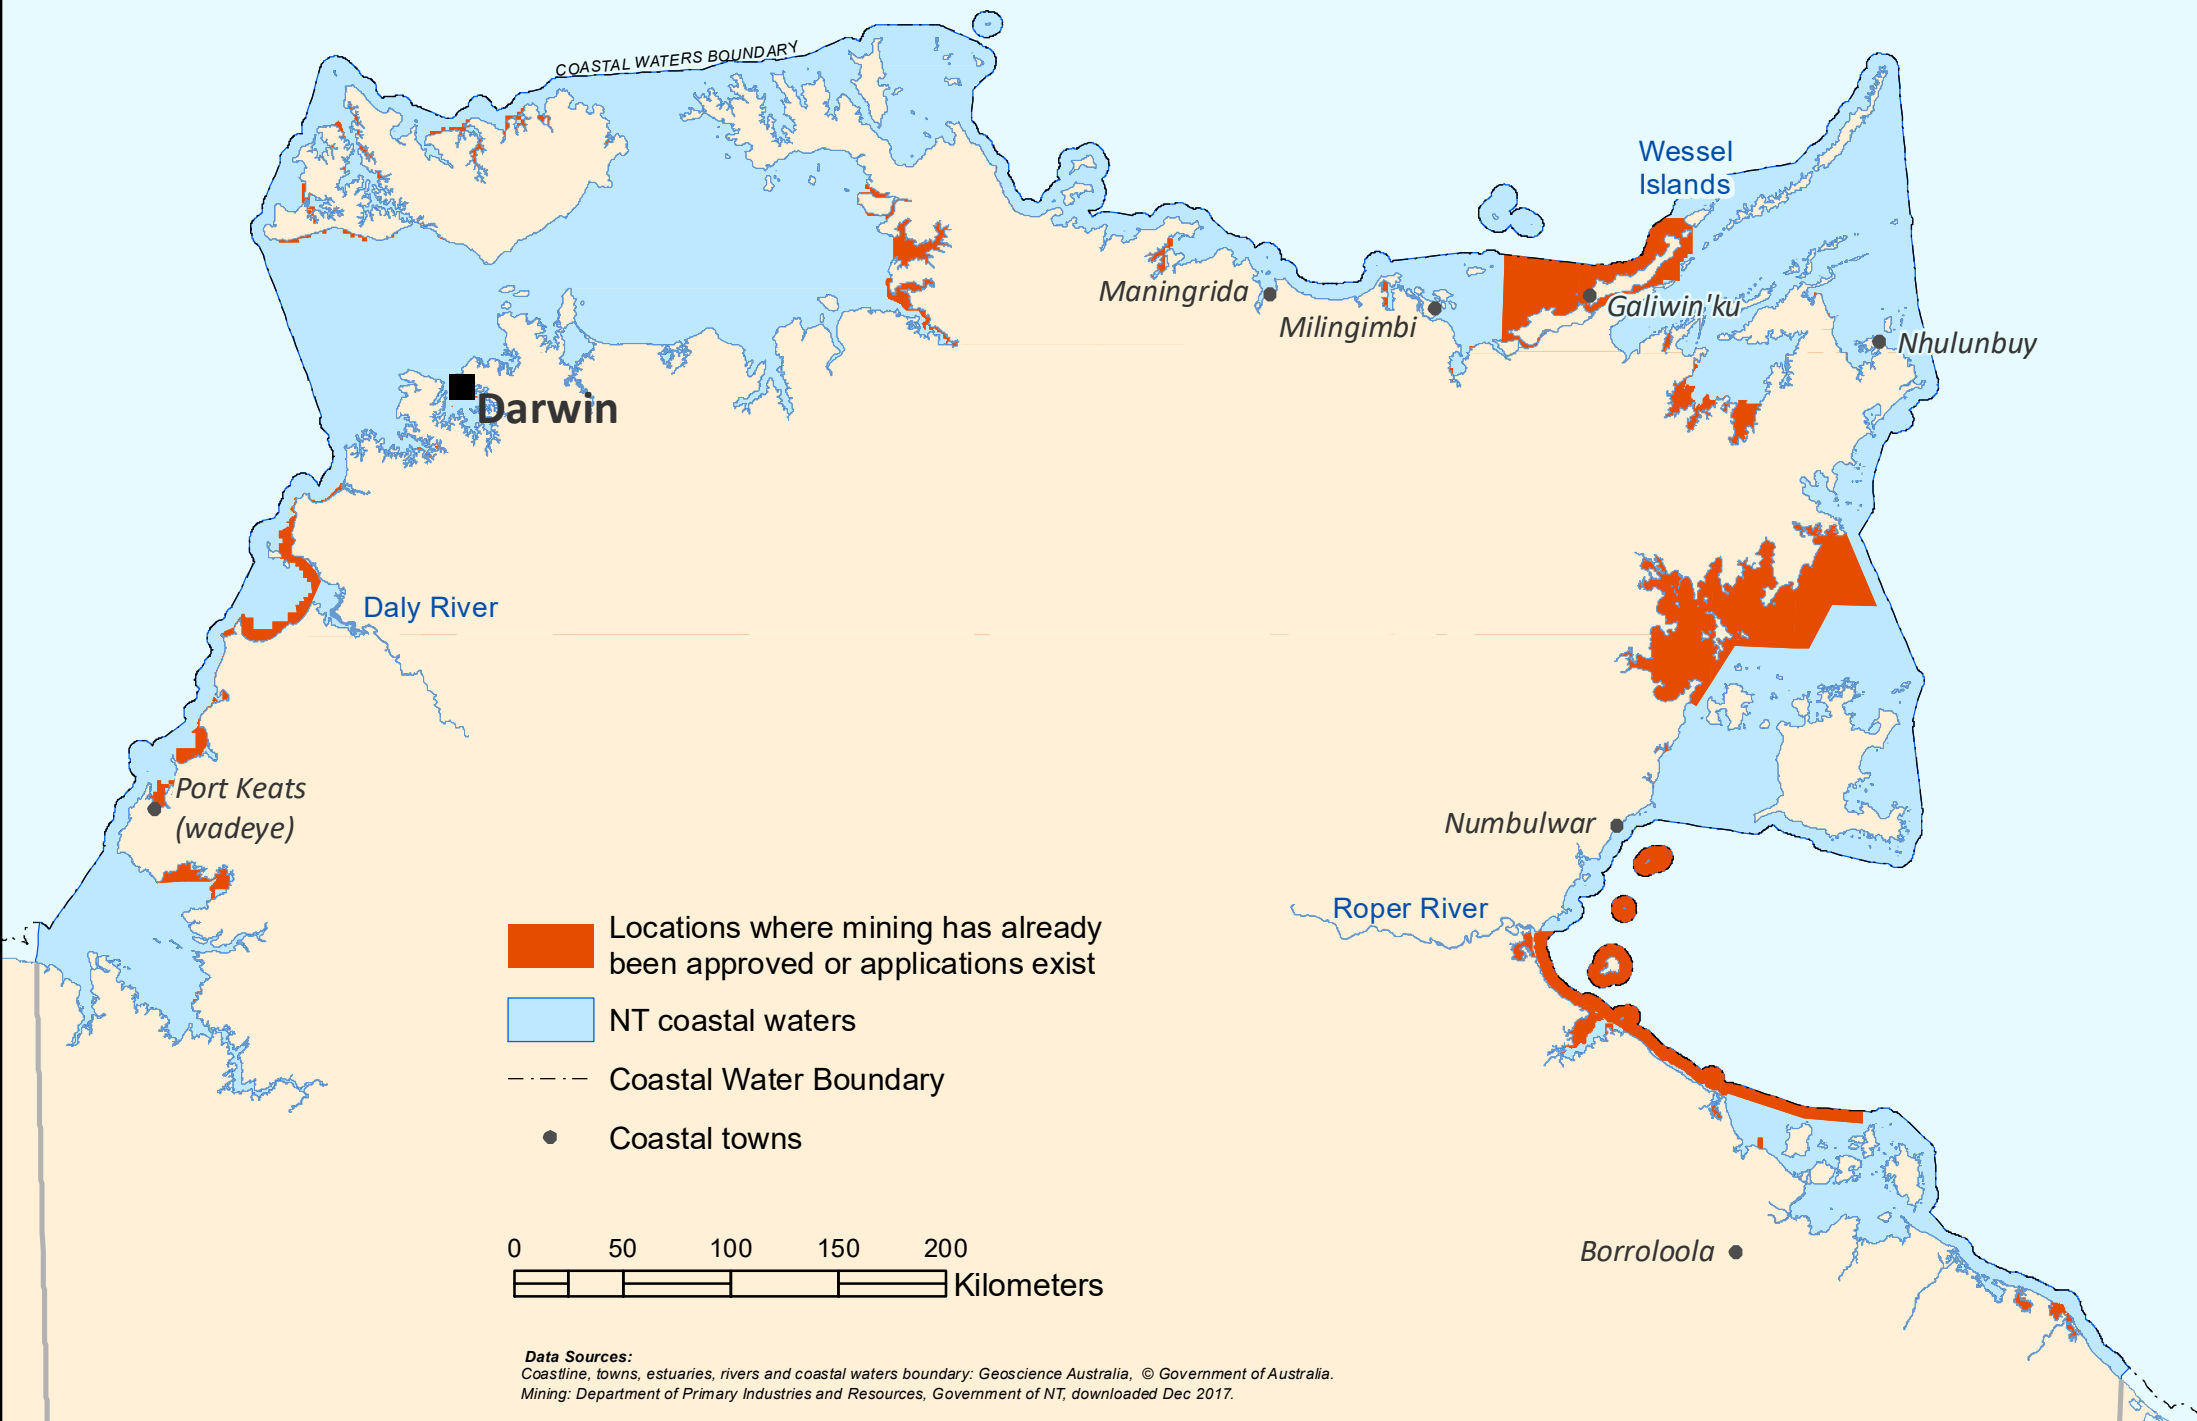 COASTAL WATERS BOUNDARY
Wessel
Islands
Maningrida
Milingimbi
Galiwin'ku
Nhulunbuy
Darwin
Daly River
Port Keats
(wadeye)
Numbulwar
Roper River
Locations where mining has already
been approved or applications exist
NT coastal waters
Coastal Water Boundary
Coastal towns
Borroloola
0 50 100 150 200
Kilometers
Data Sources:
Coastline, towns, estuaries, rivers and coastal waters boundary: Geoscience Australia, © Government of Australia.
Mining: Department of Primary Industries and Resources, Government of NT, downloaded Dec 2017.